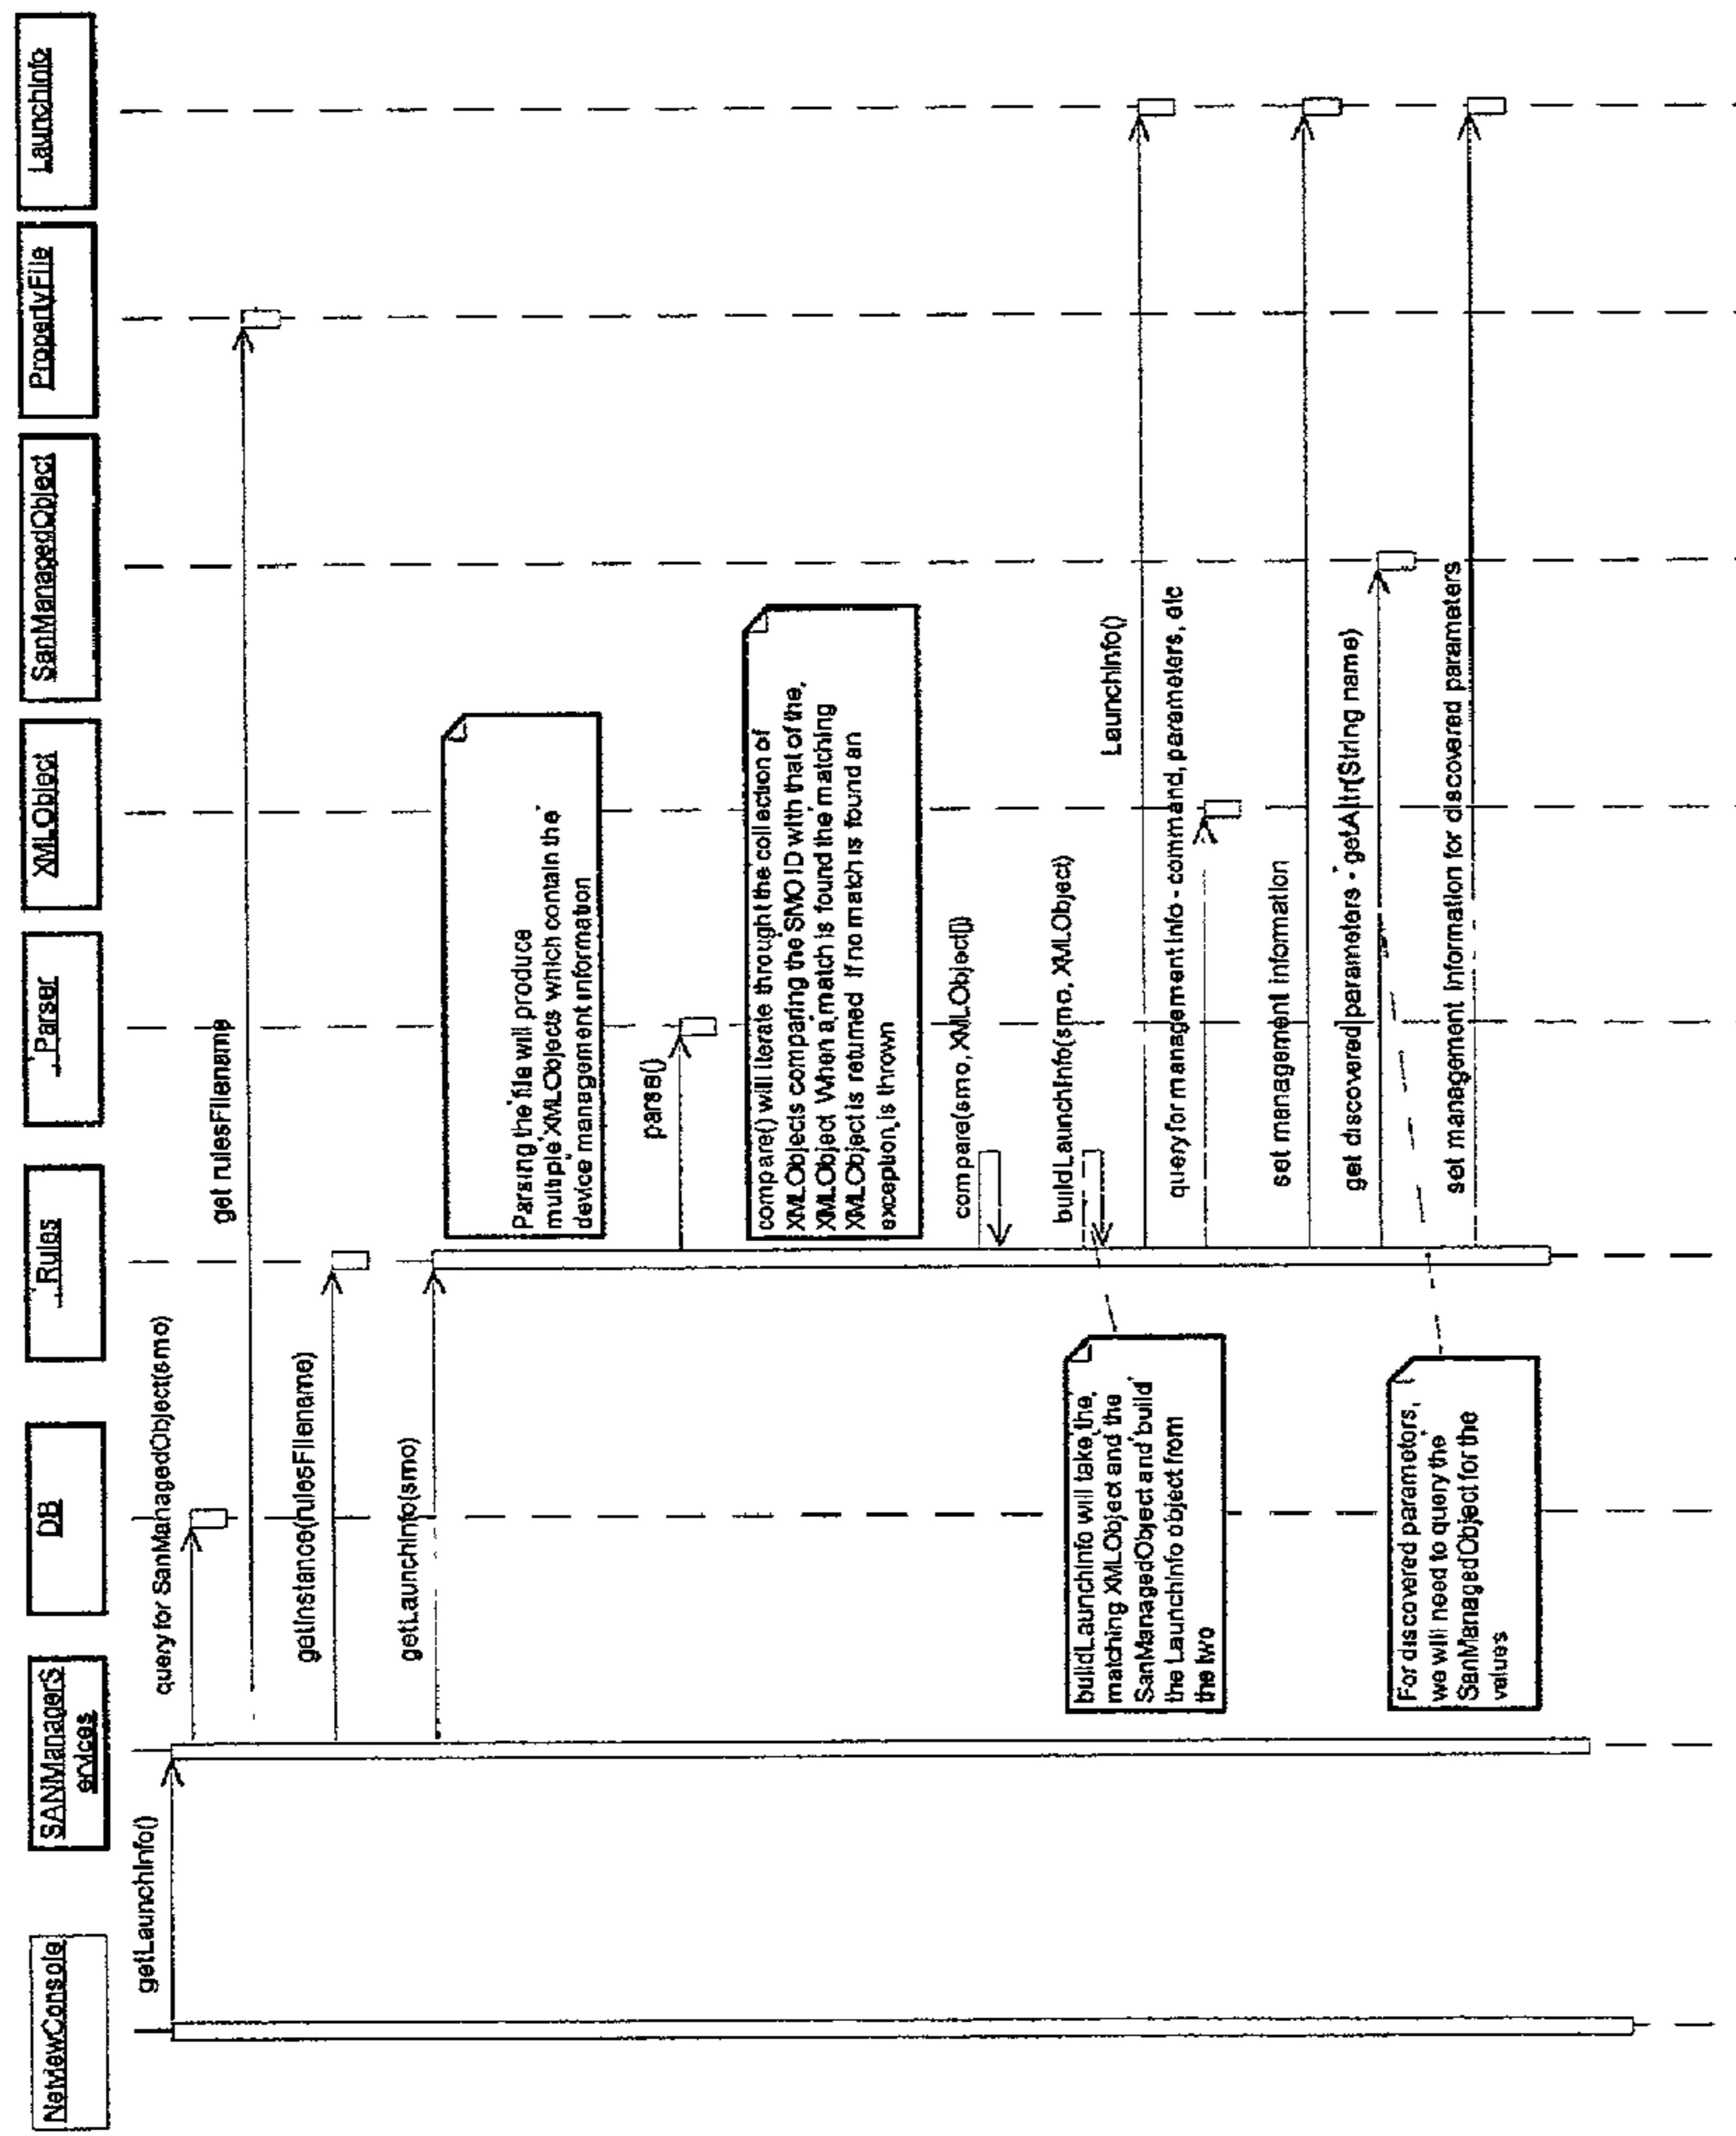 NetviewConsole
SANManagerS
ervices
DB
_Rules
_Parser
XMLObject
SanManagedObject
PropertyFile
LaunchInfo
getLaunchInfo()
query for SanManagedObject(smo)
get rulesFilename
getInstance(rulesFilename)
getLaunchInfo(smo)
Parsing the file will produce
multiple XMLObjects which contain the
device management information
parse()
compare() will iterate throught the collection of
XMLObjects comparing the SMO ID with that of the
XMLObject When a match is found the matching
XMLObject is returned If no match is found an
exception is thrown
compare(smo, XMLObject[])
buildLaunchInfo(smo, XMLObject)
buildLaunchInfo will take the
matching XMLObject and the
SanManagedObject and build
the LaunchInfo object from
the two
LaunchInfo()
query for management info - command, parameters, etc
set management information
get discovered parameters - getAttr(String name)
For discovered parameters,
we will need to query the
SanManagedObject for the
values
set management information for discovered parameters